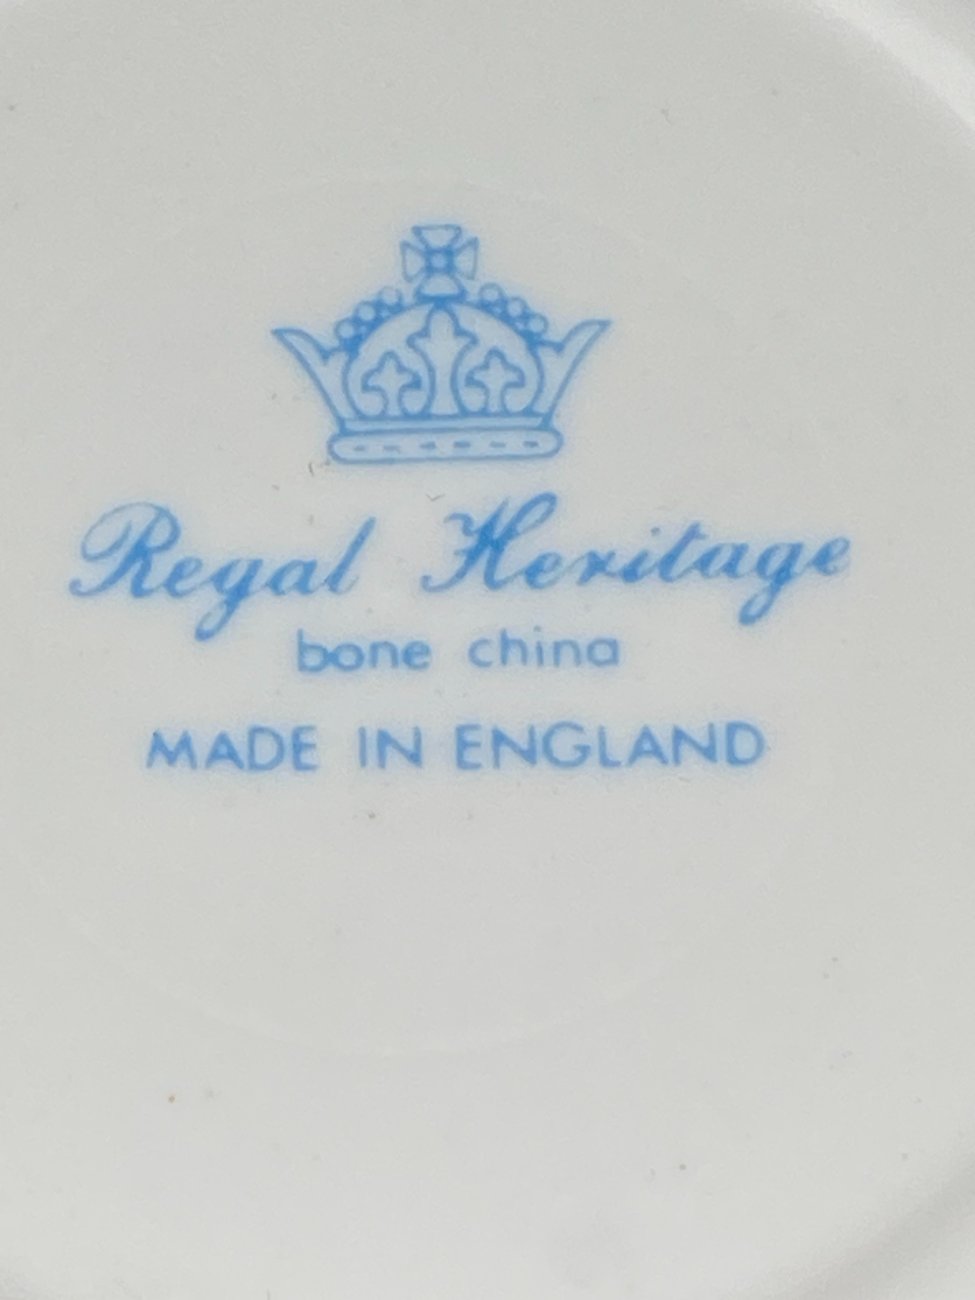 Regal Heritage
bone china
MADE IN ENGLAND